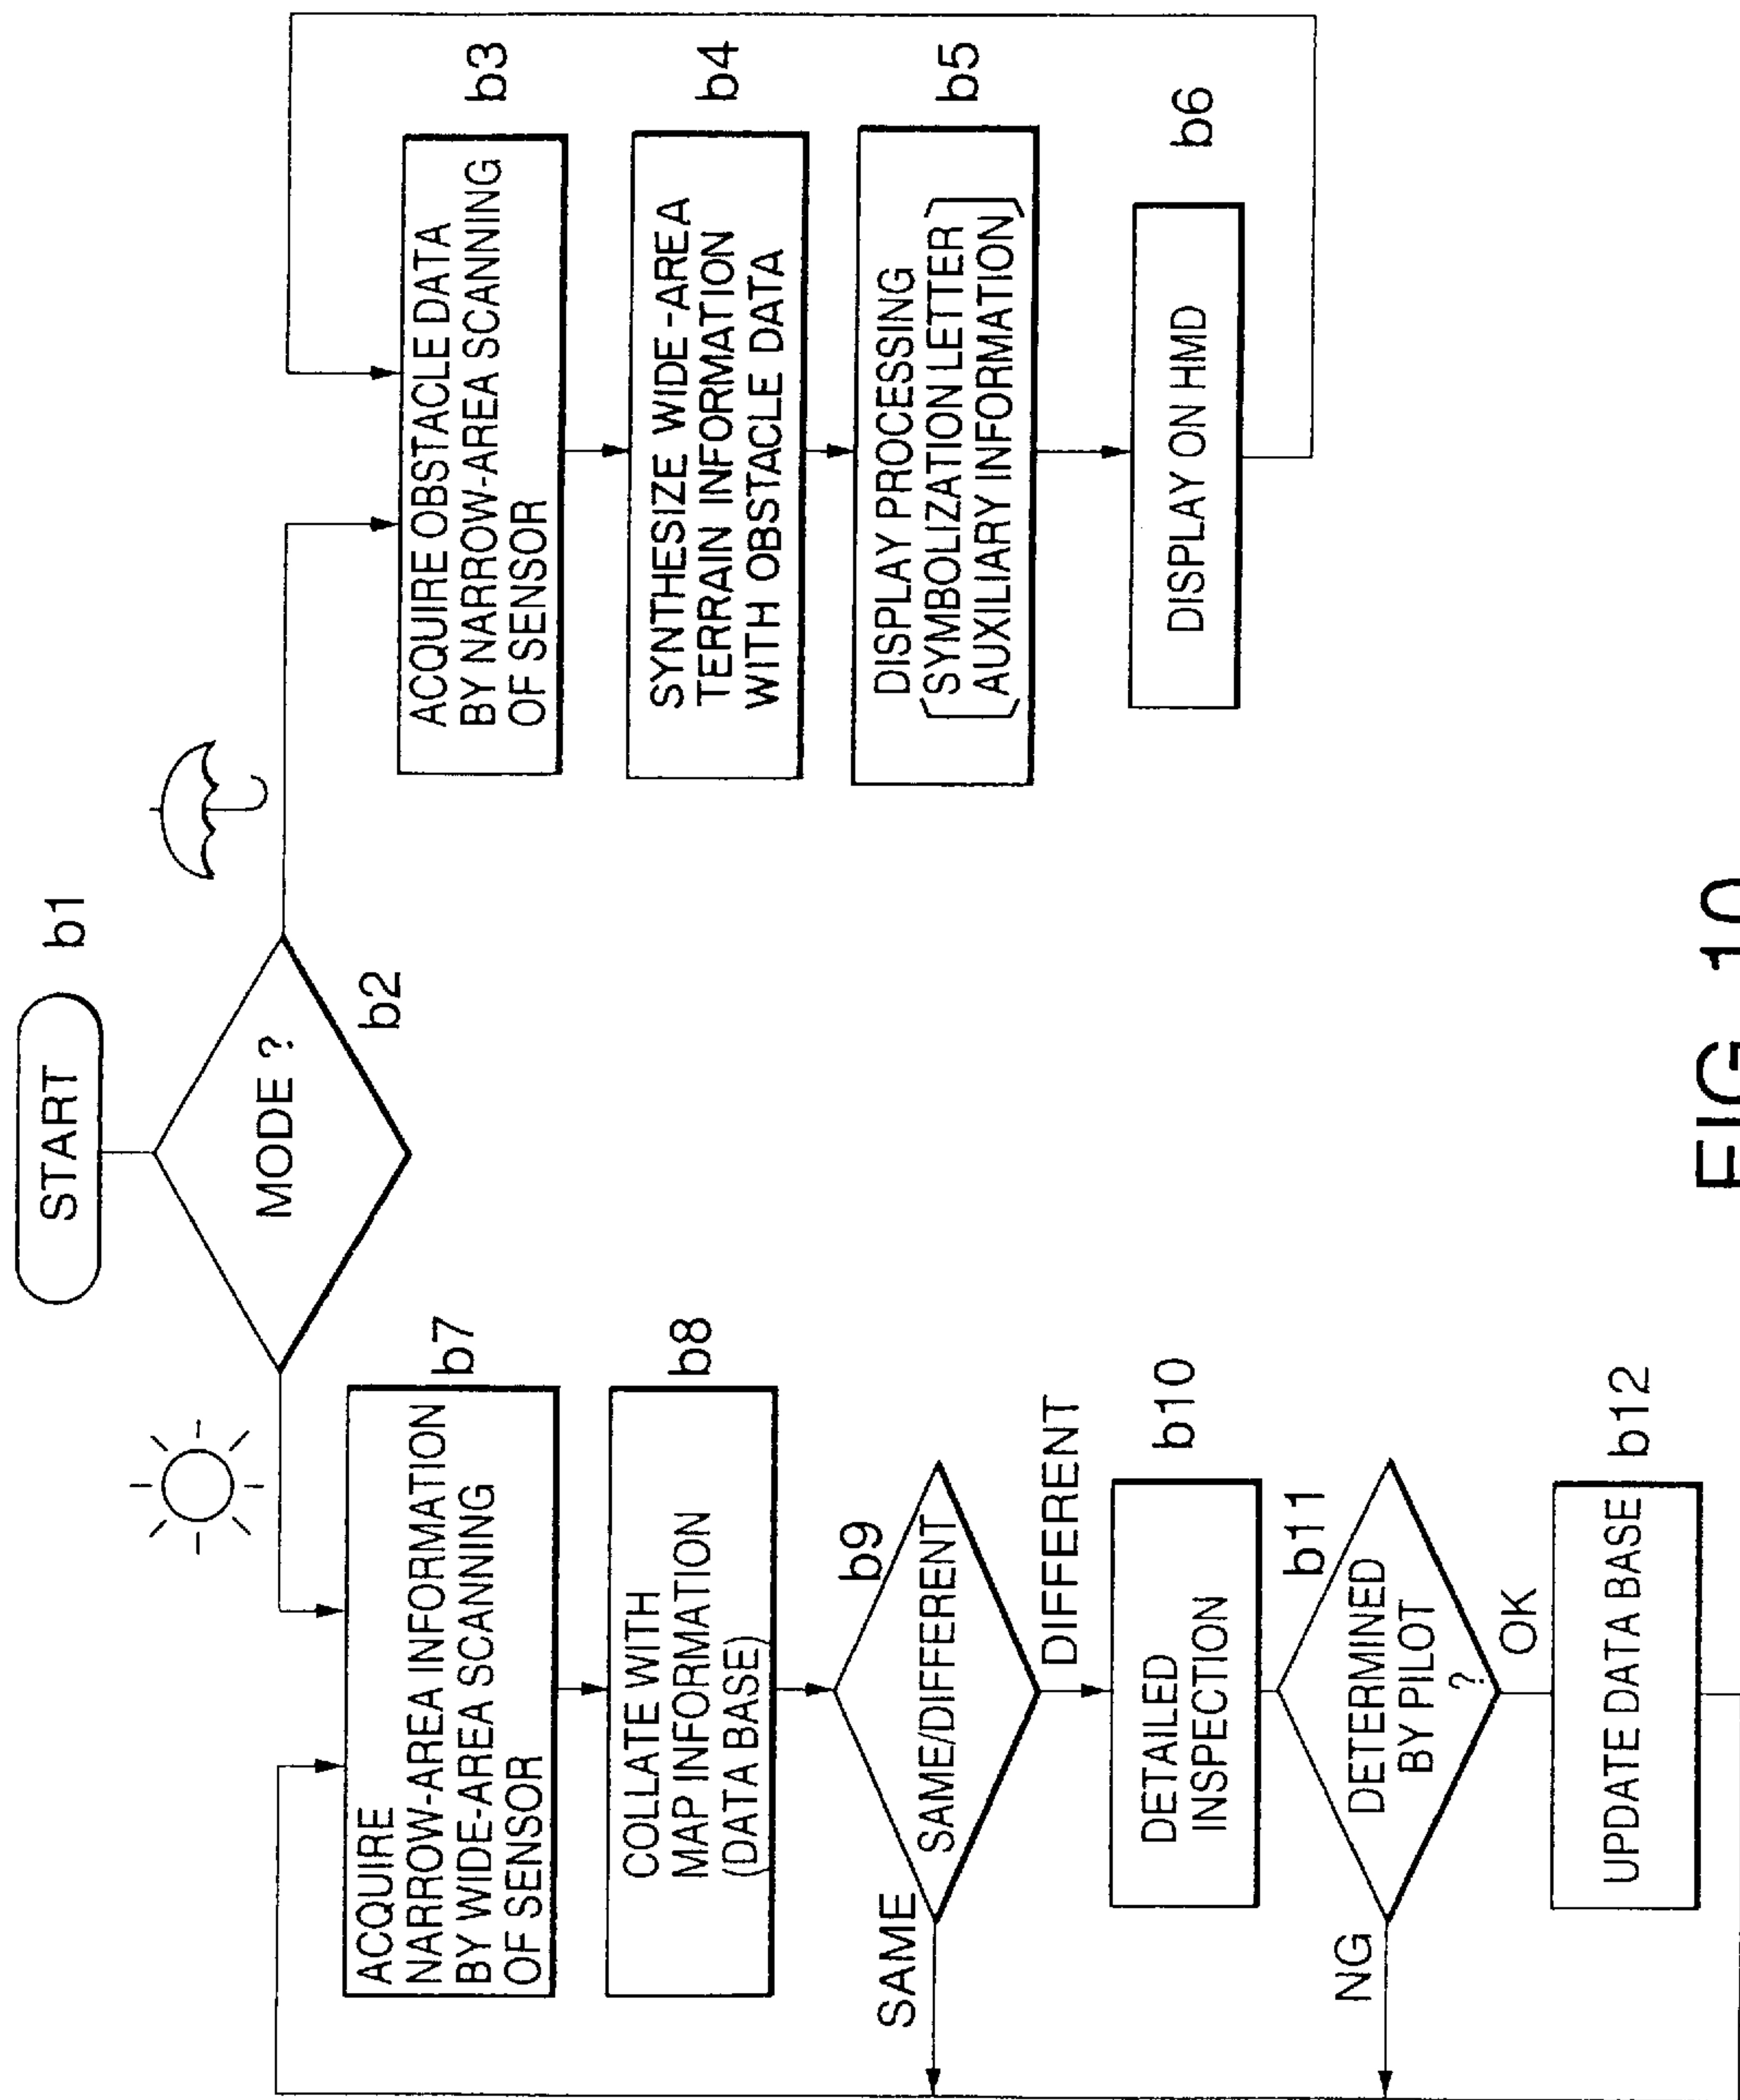 START
b1
MODE ?
b2
ACQUIRE OBSTACLE DATA
BY NARROW-AREA SCANNING
OF SENSOR
b3
SYNTHESIZE WIDE-AREA
TERRAIN INFORMATION
WITH OBSTACLE DATA
b4
DISPLAY PROCESSING
SYMBOLIZATION LETTER
AUXILIARY INFORMATION
b5
DISPLAY ON HMD
b6
ACQUIRE
NARROW-AREA INFORMATION
BY WIDE-AREA SCANNING
OF SENSOR
b7
COLLATE WITH
MAP INFORMATION
(DATA BASE)
b8
SAME/DIFFERENT
b9
SAME
DIFFERENT
DETAILED
INSPECTION
b10
DETERMINED
BY PILOT
?
b11
NG
OK
UPDATE DATA BASE
b12
FIG. 10